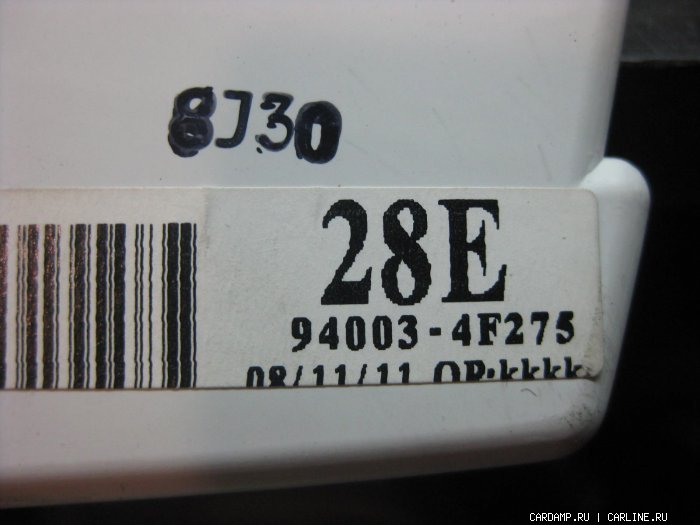 8J30
28E
94003-4F275
08/11/11 OP:kkkk
CARDAMP.RU | CARLINE.RU